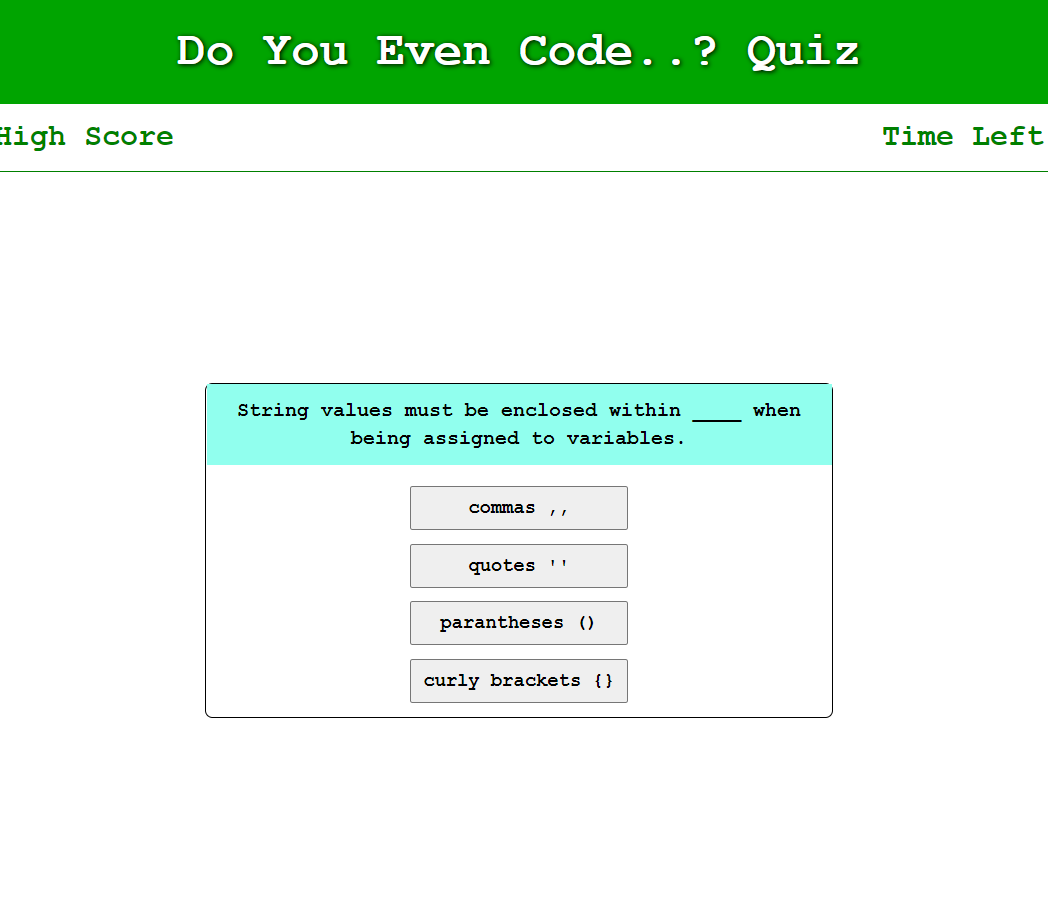 Do You Even Code..? Quiz
High Score
Time Left
String values must be enclosed within ____ when
being assigned to variables.
commas ,,
quotes ''
parantheses ()
curly brackets {}